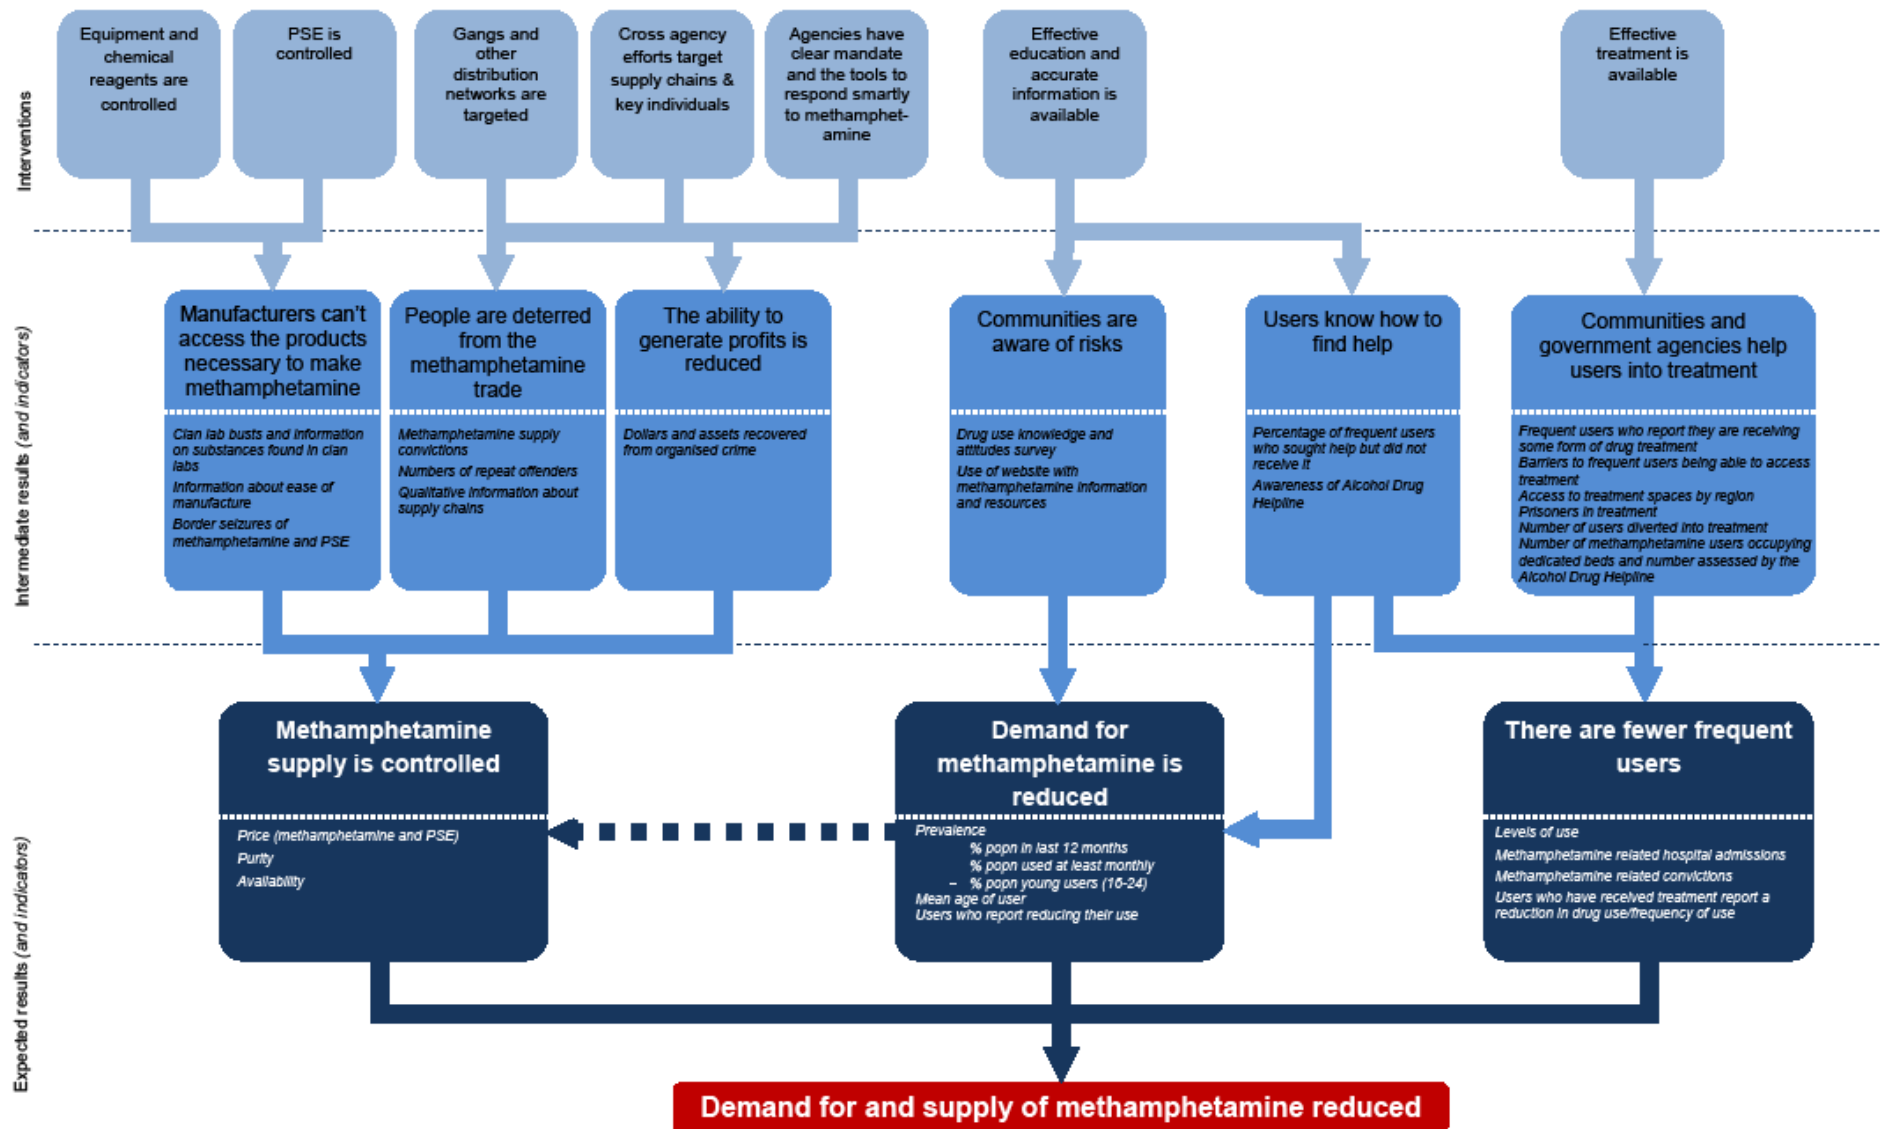 Interventions
Equipment and
chemical
reagents are
controlled
PSE is
controlled
Gangs and
other
distribution
networks are
targeted
Cross agency
efforts target
supply chains &
key individuals
Agencies have
clear mandate
and the tools to
respond smartly
to methamphet-
amine
Effective
education and
accurate
information is
available
Effective
treatment is
available
Intermediate results (and indicators)
Manufacturers can't
access the products
necessary to make
methamphetamine
Clan lab busts and information
on substances found in clan
labs
Information about ease of
manufacture
Border seizures of
methamphetamine and PSE
People are deterred
from the
methamphetamine
trade
Methamphetamine supply
convictions
Numbers of repeat offenders
Qualitative information about
supply chains
The ability to
generate profits is
reduced
Dollars and assets recovered
from organised crime
Communities are
aware of risks
Drug use knowledge and
attitudes survey
Use of website with
methamphetamine information
and resources
Users know how to
find help
Percentage of frequent users
who sought help but did not
receive it
Awareness of Alcohol Drug
Helpline
Communities and
government agencies help
users into treatment
Frequent users who report they are receiving
some form of drug treatment
Barriers to frequent users being able to access
treatment
Access to treatment spaces by region
Prisoners in treatment
Number of users diverted into treatment
Number of methamphetamine users occupying
dedicated beds and number assessed by the
Alcohol Drug Helpline
Expected results (and indicators)
Methamphetamine
supply is controlled
Price (methamphetamine and PSE)
Purity
Availability
Demand for
methamphetamine is
reduced
Prevalence
% popn in last 12 months
% popn used at least monthly
– % popn young users (16-24)
Mean age of user
Users who report reducing their use
There are fewer frequent
users
Levels of use
Methamphetamine related hospital admissions
Methamphetamine related convictions
Users who have received treatment report a
reduction in drug use/frequency of use
Demand for and supply of methamphetamine reduced